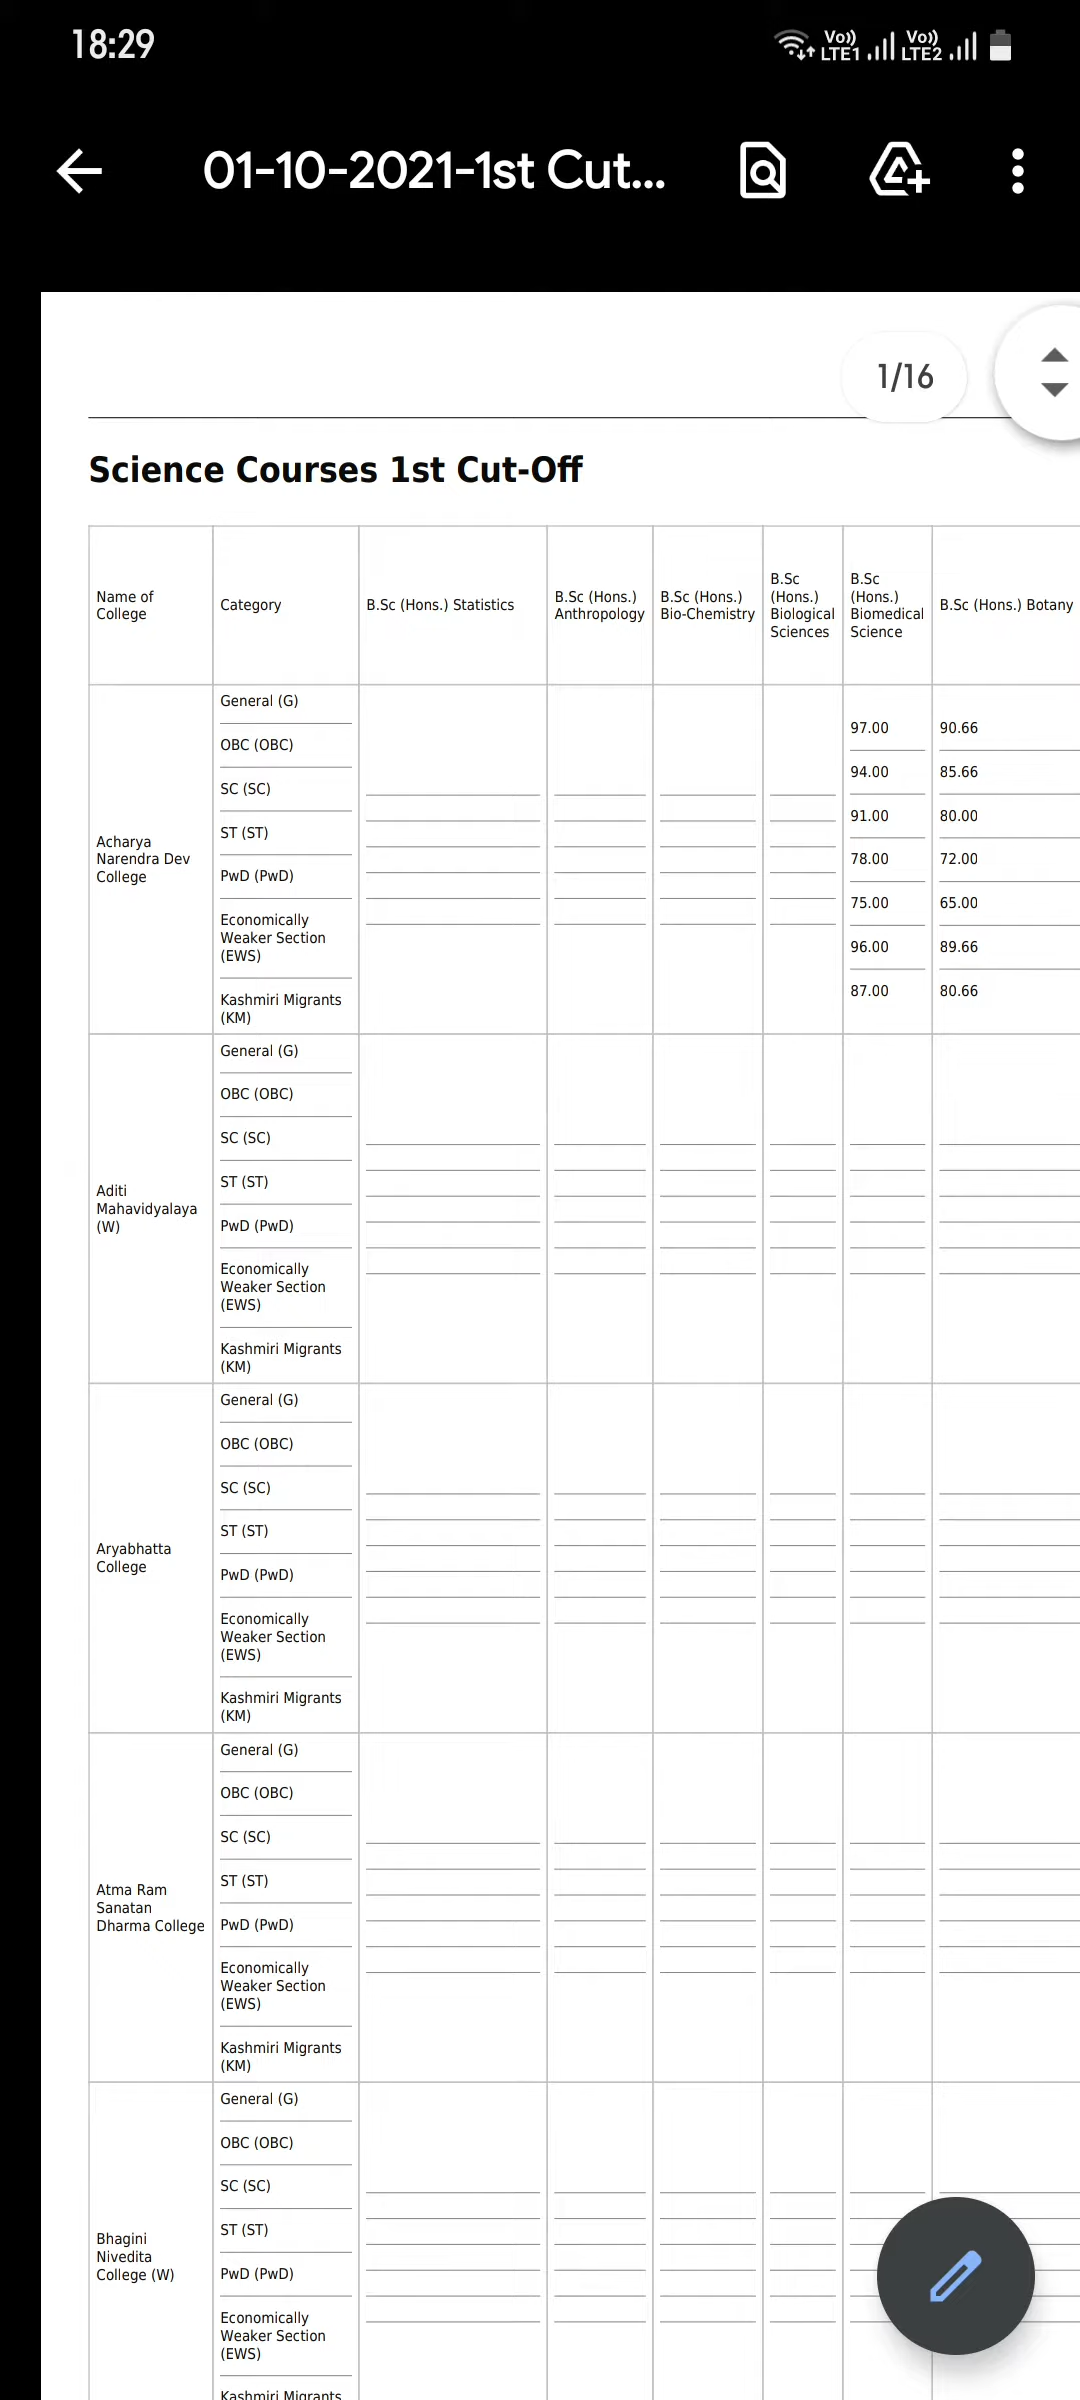 18:29
Vo)) LTE1 Vo)) LTE2
01-10-2021-1st Cut...
1/16
Science Courses 1st Cut-Off
Name of College
Category
B.Sc (Hons.) Statistics
B.Sc (Hons.) Anthropology
B.Sc (Hons.) Bio-Chemistry
B.Sc (Hons.) Biological Sciences
B.Sc (Hons.) Biomedical Science
B.Sc (Hons.) Botany
Acharya Narendra Dev College
General (G) 97.00 90.66
OBC (OBC) 94.00 85.66
SC (SC) 91.00 80.00
ST (ST) 78.00 72.00
PwD (PwD) 75.00 65.00
Economically Weaker Section (EWS) 96.00 89.66
Kashmiri Migrants (KM) 87.00 80.66
Aditi Mahavidyalaya (W)
General (G)
OBC (OBC)
SC (SC)
ST (ST)
PwD (PwD)
Economically Weaker Section (EWS)
Kashmiri Migrants (KM)
Aryabhatta College
General (G)
OBC (OBC)
SC (SC)
ST (ST)
PwD (PwD)
Economically Weaker Section (EWS)
Kashmiri Migrants (KM)
Atma Ram Sanatan Dharma College
General (G)
OBC (OBC)
SC (SC)
ST (ST)
PwD (PwD)
Economically Weaker Section (EWS)
Kashmiri Migrants (KM)
Bhagini Nivedita College (W)
General (G)
OBC (OBC)
SC (SC)
ST (ST)
PwD (PwD)
Economically Weaker Section (EWS)
Kashmiri Migrants